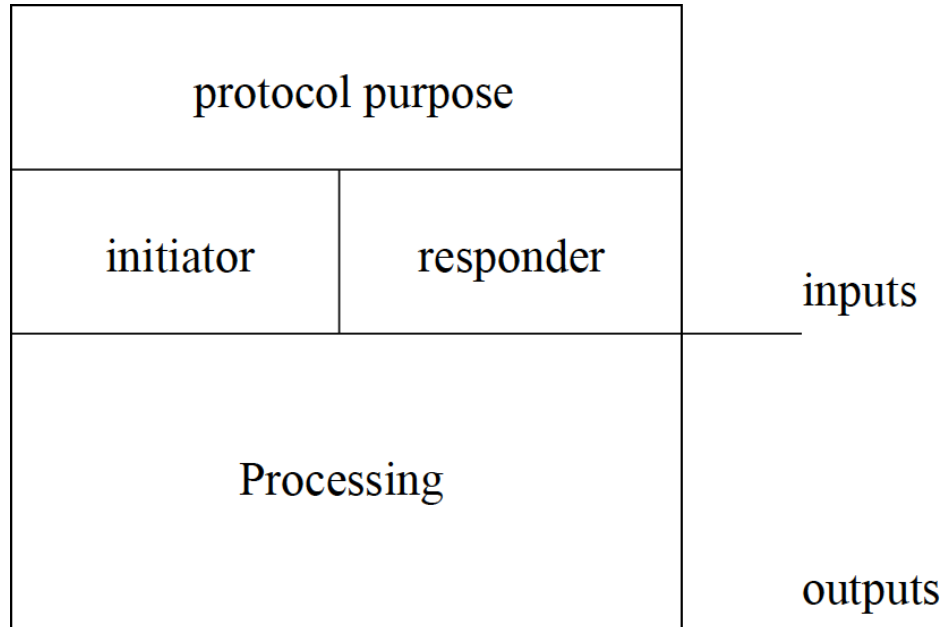 protocol purpose
initiator
responder
inputs
Processing
outputs